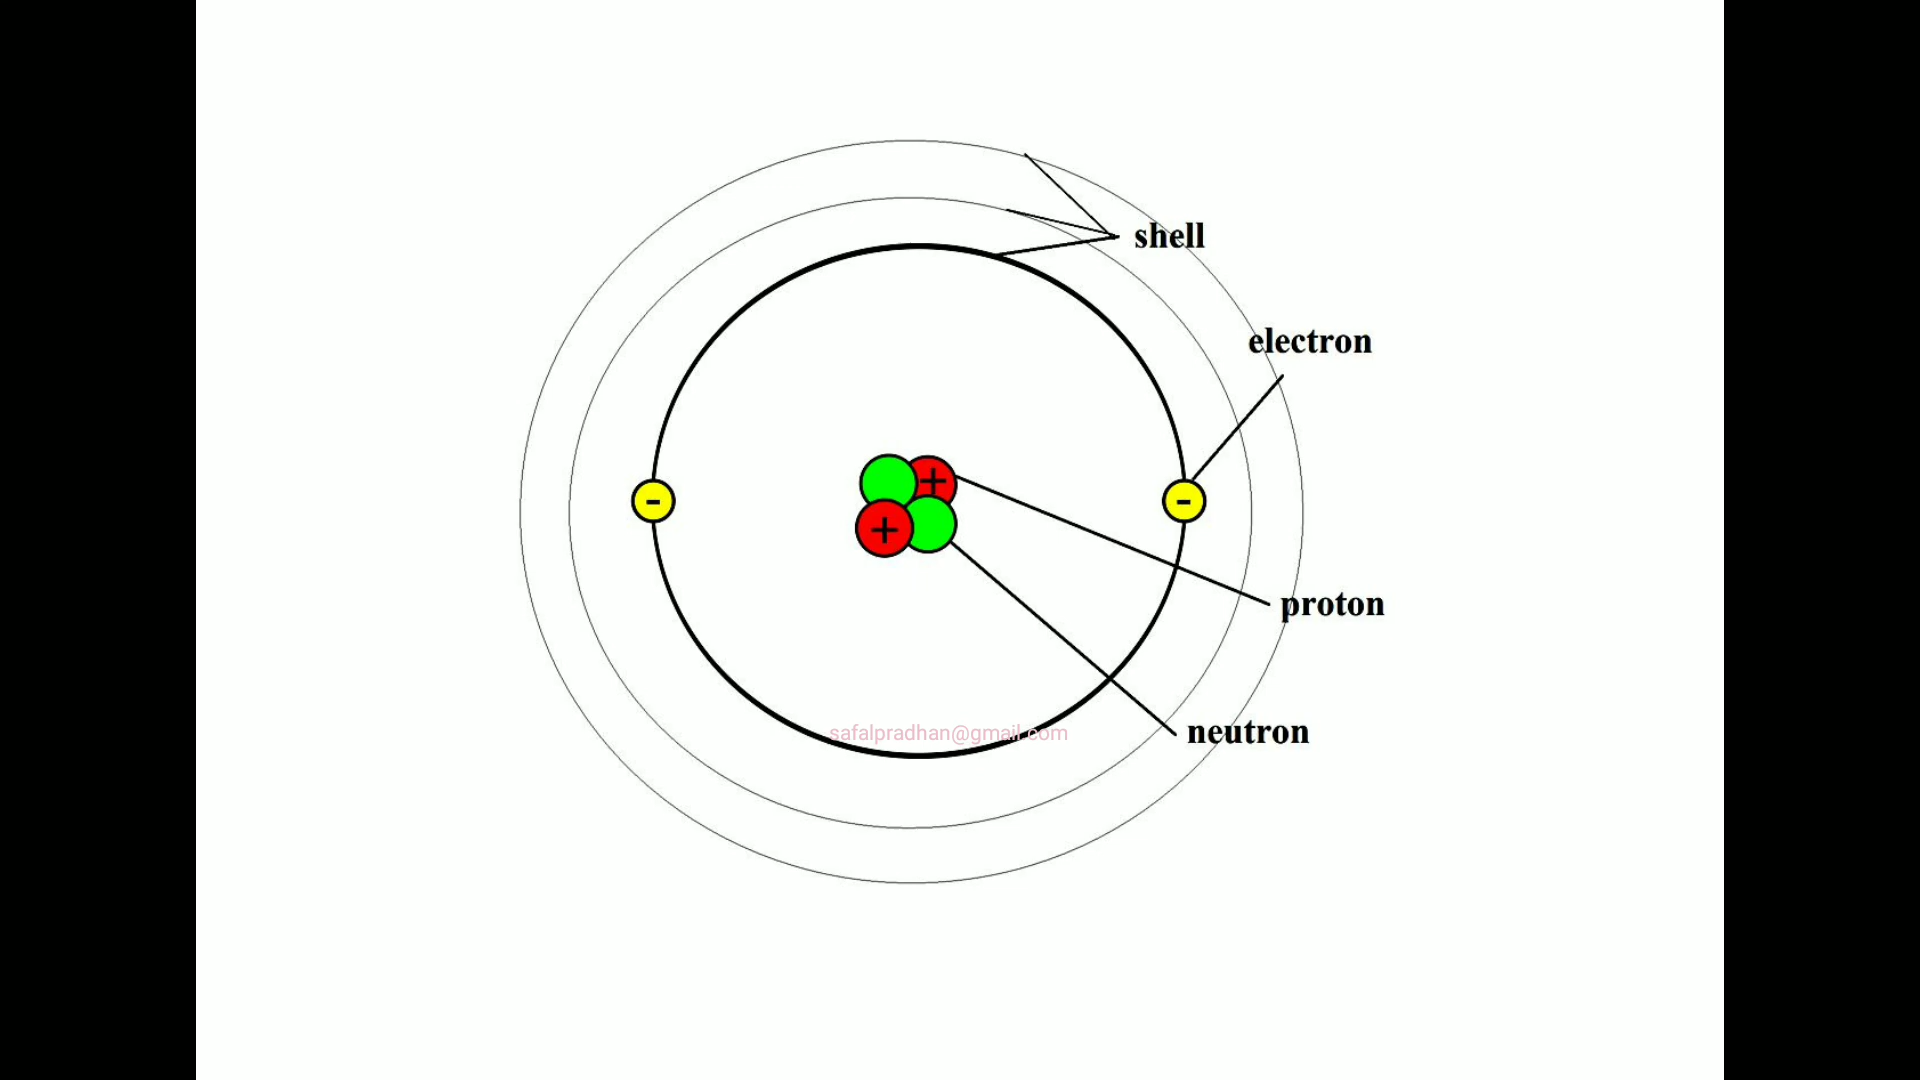 shell
electron
-
+
-
+
proton
safalpradhan@gmail.com
neutron